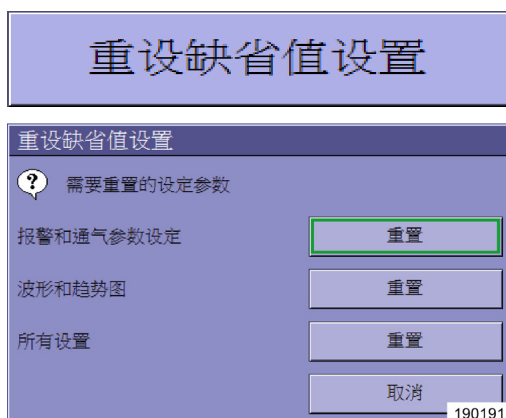 重设缺省值设置
重设缺省值设置
? 需要重置的设定参数
报警和通气参数设定 重置
波形和趋势图 重置
所有设置 重置
取消
190191